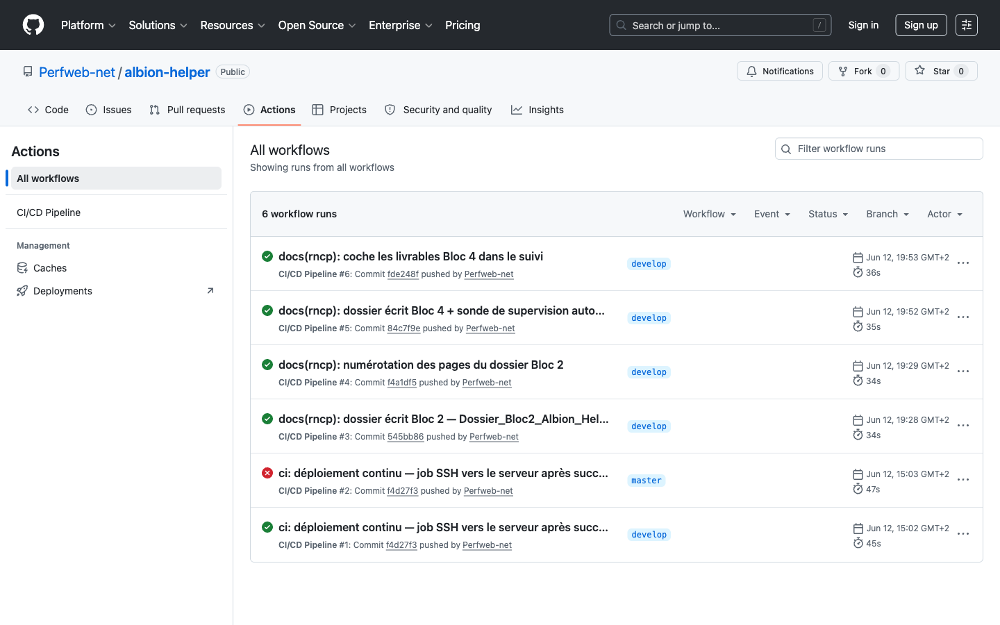 Platform
Solutions
Resources
Open Source
Enterprise
Pricing
Search or jump to...
/
Sign in
Sign up
Perfweb-net / albion-helper
Public
Notifications
Fork 0
Star 0
Code
Issues
Pull requests
Actions
Projects
Security and quality
Insights
Actions
All workflows
CI/CD Pipeline
Management
Caches
Deployments
All workflows
Showing runs from all workflows
Filter workflow runs
6 workflow runs
Workflow
Event
Status
Branch
Actor
docs(rncp): coche les livrables Bloc 4 dans le suivi
CI/CD Pipeline #6: Commit fde248f pushed by Perfweb-net
develop
Jun 12, 19:53 GMT+2
36s
docs(rncp): dossier écrit Bloc 4 + sonde de supervision auto...
CI/CD Pipeline #5: Commit 84c7f9e pushed by Perfweb-net
develop
Jun 12, 19:52 GMT+2
35s
docs(rncp): numérotation des pages du dossier Bloc 2
CI/CD Pipeline #4: Commit f4a1df5 pushed by Perfweb-net
develop
Jun 12, 19:29 GMT+2
34s
docs(rncp): dossier écrit Bloc 2 — Dossier_Bloc2_Albion_Hel...
CI/CD Pipeline #3: Commit 545bb86 pushed by Perfweb-net
develop
Jun 12, 19:28 GMT+2
34s
ci: déploiement continu — job SSH vers le serveur après succ...
CI/CD Pipeline #2: Commit f4d27f3 pushed by Perfweb-net
master
Jun 12, 15:03 GMT+2
47s
ci: déploiement continu — job SSH vers le serveur après succ...
CI/CD Pipeline #1: Commit f4d27f3 pushed by Perfweb-net
develop
Jun 12, 15:02 GMT+2
45s